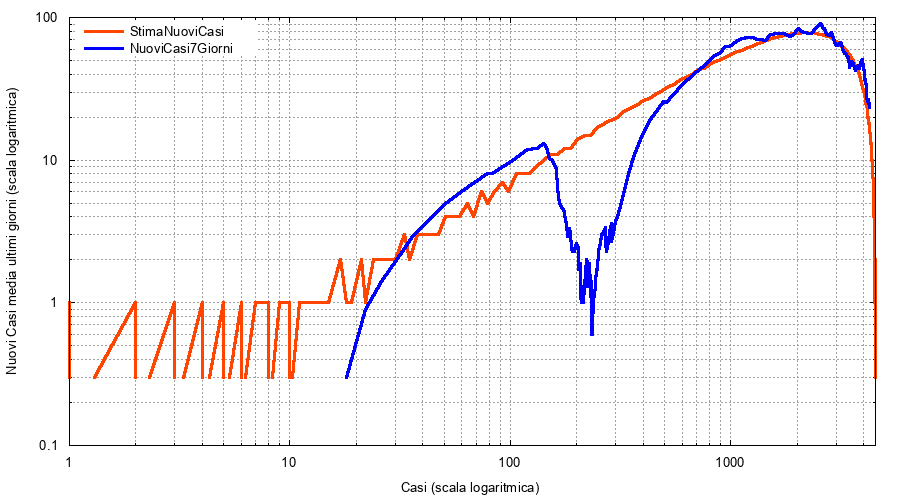 100
10
1
0.1
1
10
100
1000
StimaNuoviCasi
NuoviCasi7Giorni
Nuovi Casi media ultimi giorni (scala logaritmica)
Casi (scala logaritmica)